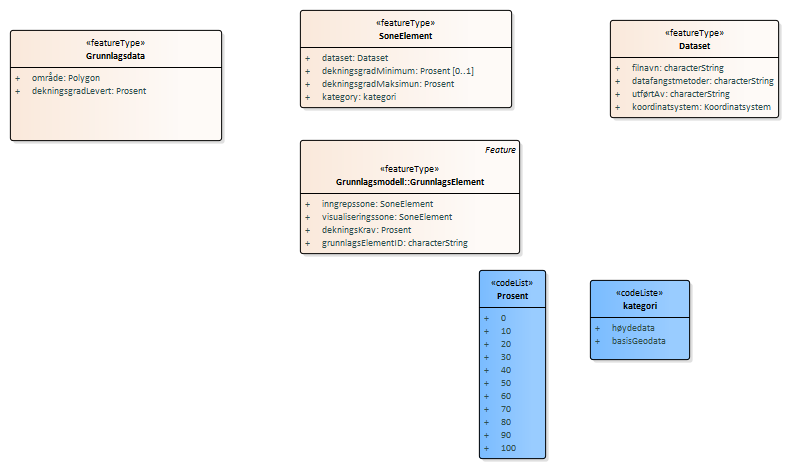 «featureType»
Grunnlagsdata
+ område: Polygon
+ dekningsgradLevert: Prosent
«featureType»
SoneElement
+ dataset: Dataset
+ dekningsgradMinimum: Prosent [0..1]
+ dekningsgradMaksimun: Prosent
+ kategory: kategori
«featureType»
Dataset
+ filnavn: characterString
+ datafangstmetoder: characterString
+ utførtAv: characterString
+ koordinatsystem: Koordinatsystem
Feature
«featureType»
Grunnlagsmodell::GrunnlagsElement
+ inngrepssone: SoneElement
+ visualiseringssone: SoneElement
+ dekningsKrav: Prosent
+ grunnlagsElementID: characterString
«codeList»
Prosent
+ 0
+ 10
+ 20
+ 30
+ 40
+ 50
+ 60
+ 70
+ 80
+ 90
+ 100
«codeListe»
kategori
+ høydedata
+ basisGeodata